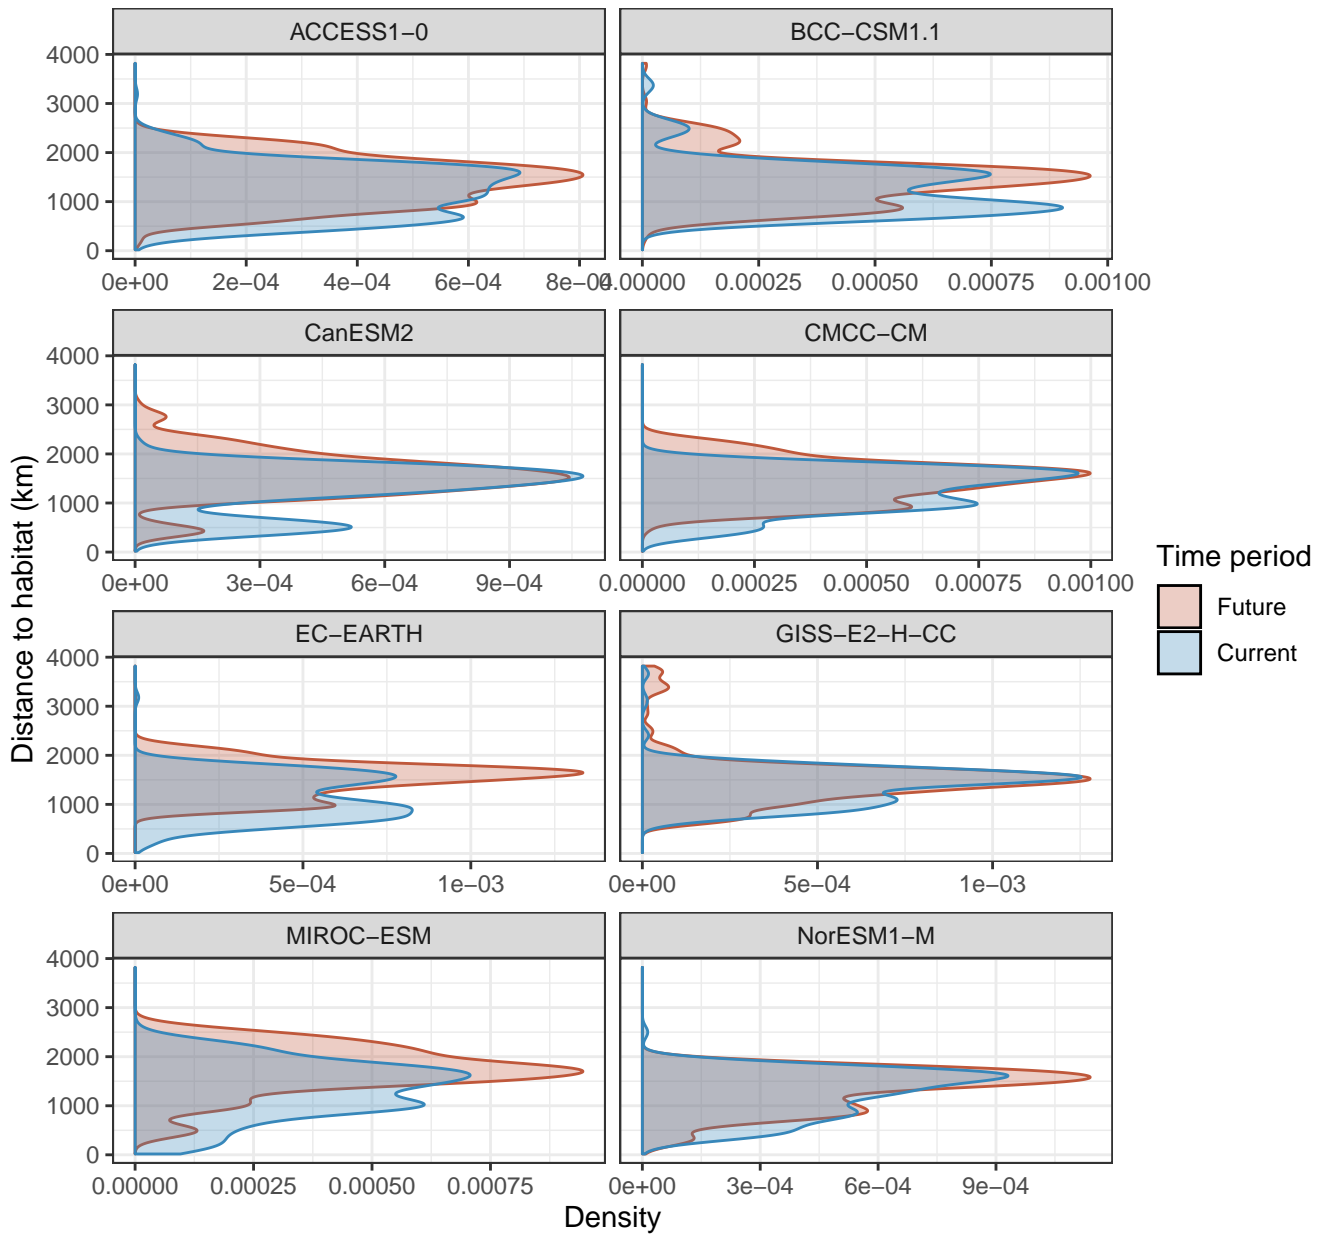 ACCESS1−0
BCC−CSM1.1
4000
3000
2000
1000
0
0e+00 2e−04 4e−04 6e−04 8e−04
0.00000 0.00025 0.00050 0.00075 0.00100
CanESM2
CMCC−CM
4000
3000
2000
1000
0
0e+00 3e−04 6e−04 9e−04
0.00000 0.00025 0.00050 0.00075 0.00100
Distance to habitat (km)
Time period
Future
Current
EC−EARTH
GISS−E2−H−CC
4000
3000
2000
1000
0
0e+00 5e−04 1e−03
0e+00 5e−04 1e−03
MIROC−ESM
NorESM1−M
4000
3000
2000
1000
0
0.00000 0.00025 0.00050 0.00075
0e+00 3e−04 6e−04 9e−04
Density